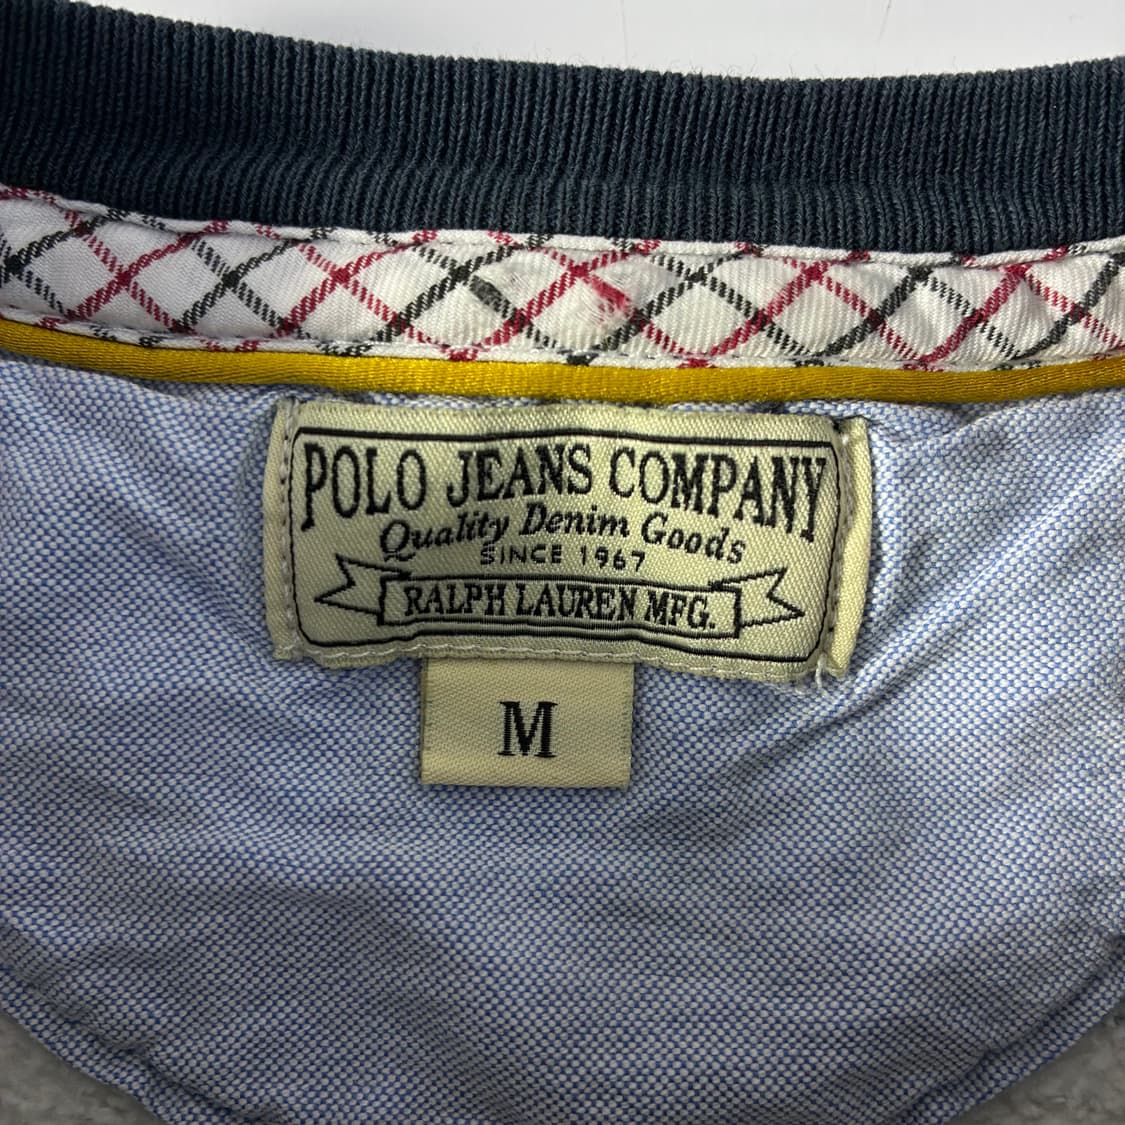 POLO JEANS COMPANY
Quality Denim Goods
SINCE 1967
RALPH LAUREN MFG.
M